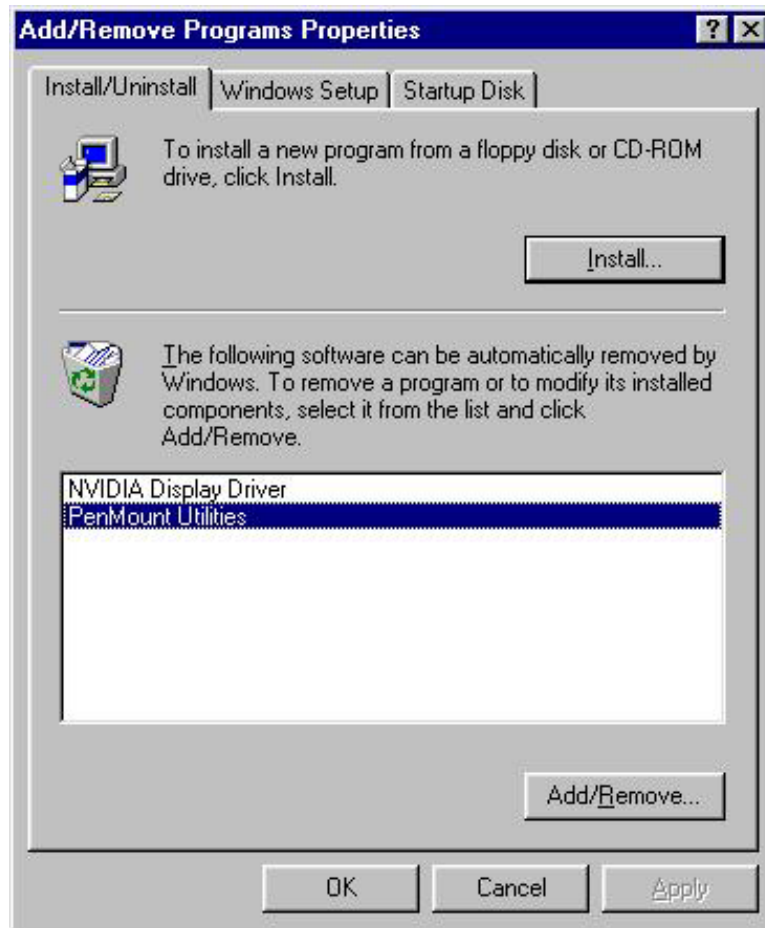 Add/Remove Programs Properties
Install/Uninstall
Windows Setup
Startup Disk
To install a new program from a floppy disk or CD-ROM
drive, click Install.
Install...
The following software can be automatically removed by
Windows. To remove a program or to modify its installed
components, select it from the list and click
Add/Remove.
NVIDIA Display Driver
PenMount Utilities
Add/Remove...
OK
Cancel
Apply